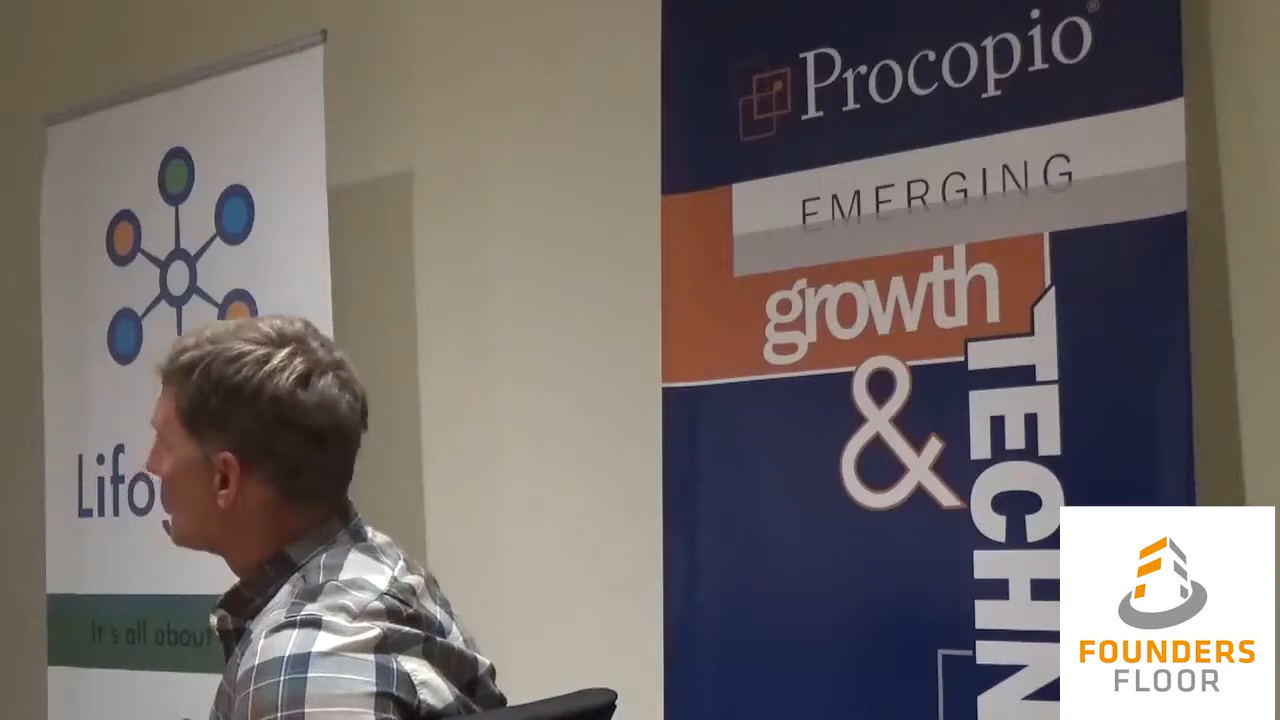 Procopio®
EMERGING
growth
&
TECHN
Lifo
It's all about
FOUNDERS
FLOOR